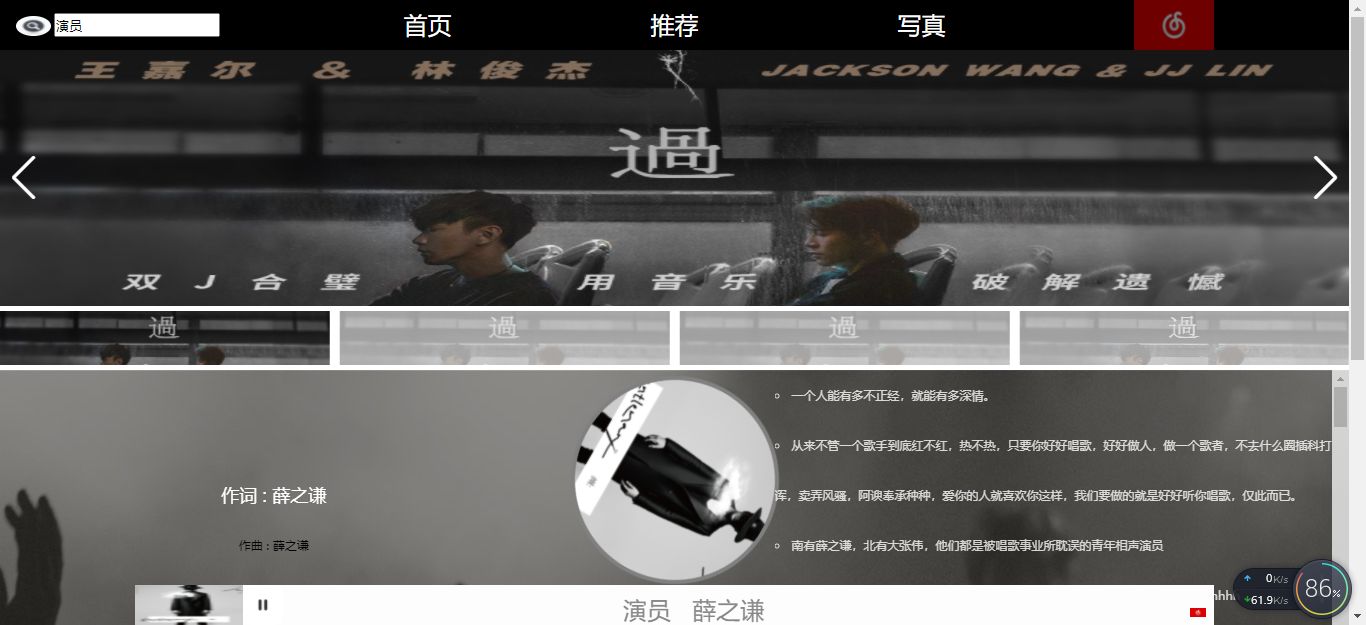 演员 首页 推荐 写真
王嘉尔 & 林俊杰 JACKSON WANG & JJ LIN
過
双J合璧 用音乐 破解遗憾
過 過 過 過
一个人能有多不正经，就能有多深情。
从来不管一个歌手到底红不红，热不热，只要你好好唱歌，好好做人，做一个歌者，不去什么圈插科打
诨，卖弄风骚，阿谀奉承种种，爱你的人就喜欢你这样，我们要做的就是好好听你唱歌，仅此而已。
作词 : 薛之谦
作曲 : 薛之谦
南有薛之谦，北有大张伟，他们都是被唱歌事业所耽误的青年相声演员
演员 薛之谦
0K/s
61.9K/s
86%